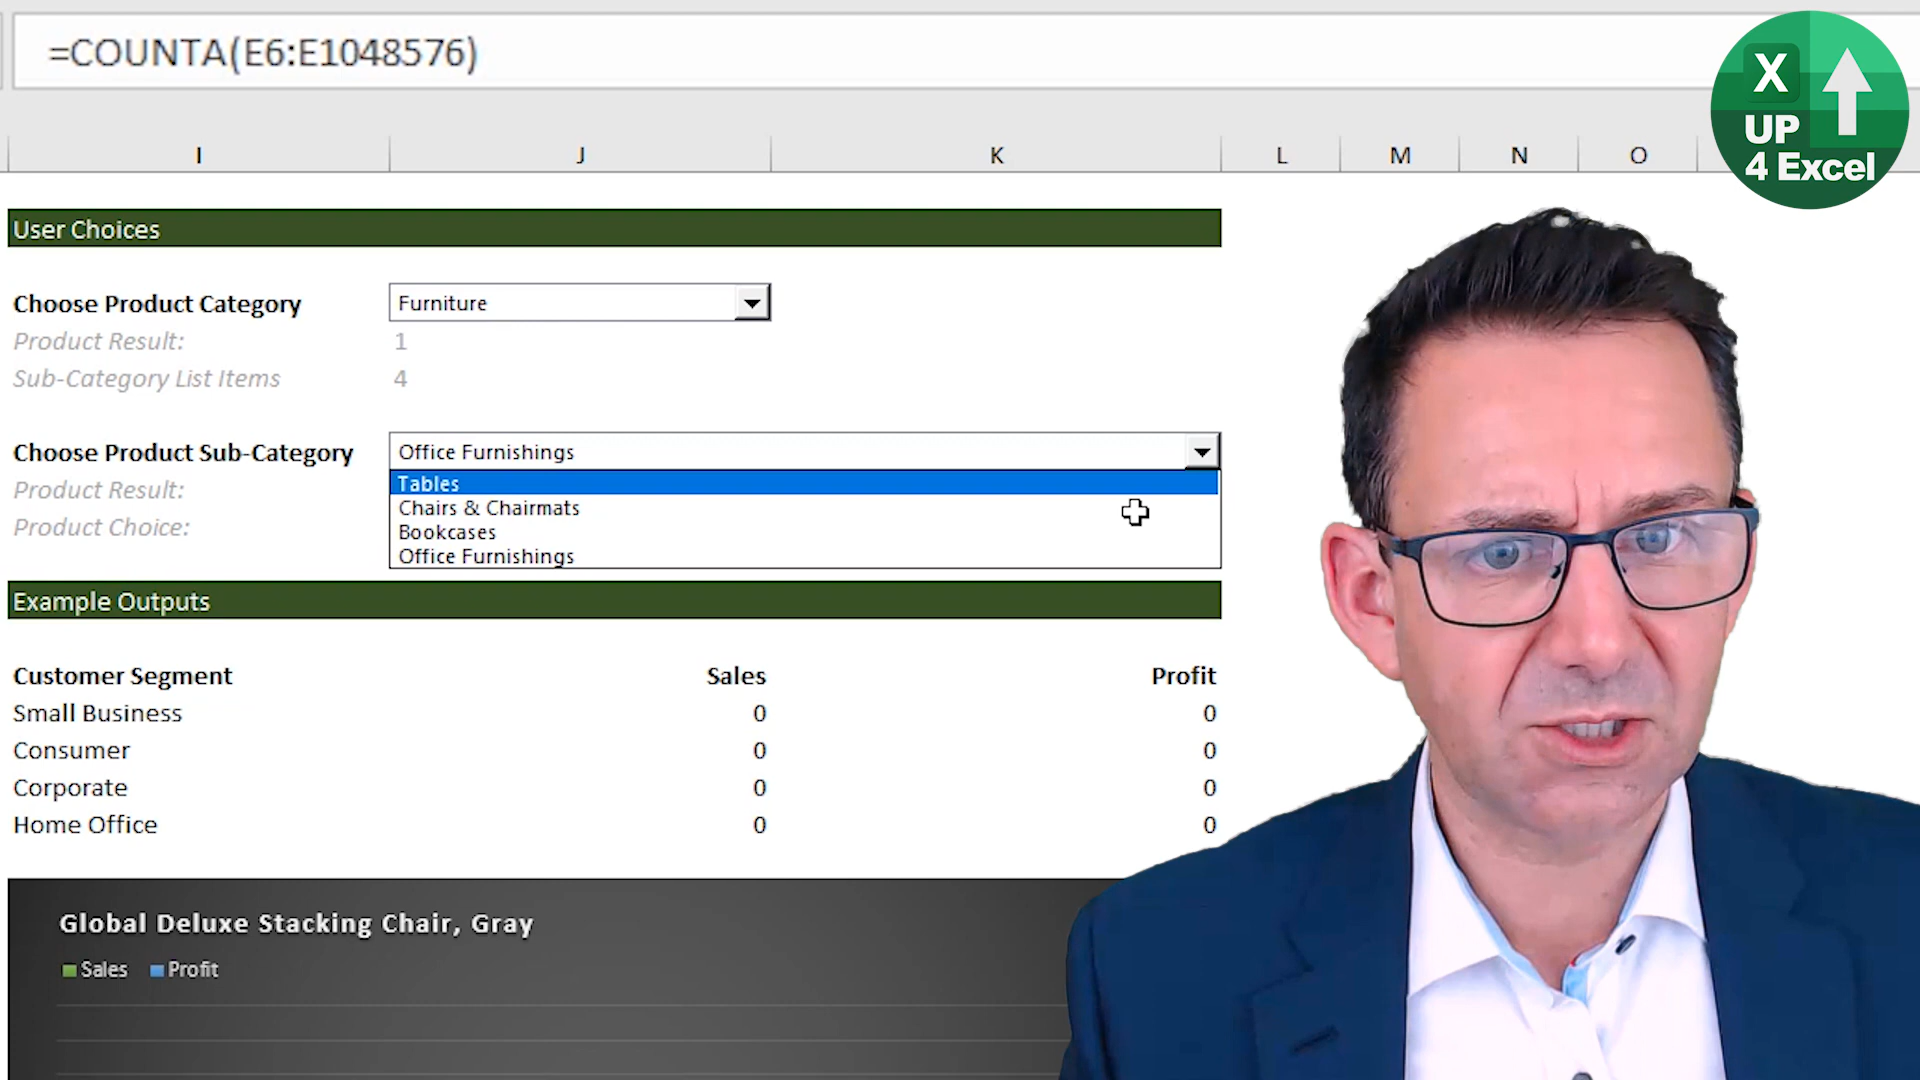 =COUNTA(E6:E1048576)
X
UP
4 Excel
I J K L M N O
User Choices
Choose Product Category Furniture
Product Result: 1
Sub-Category List Items 4
Choose Product Sub-Category Office Furnishings
Tables
Product Result:
Chairs & Chairmats
Product Choice:
Bookcases
Office Furnishings
Example Outputs
Customer Segment Sales Profit
Small Business 0 0
Consumer 0 0
Corporate 0 0
Home Office 0 0
Global Deluxe Stacking Chair, Gray
Sales Profit